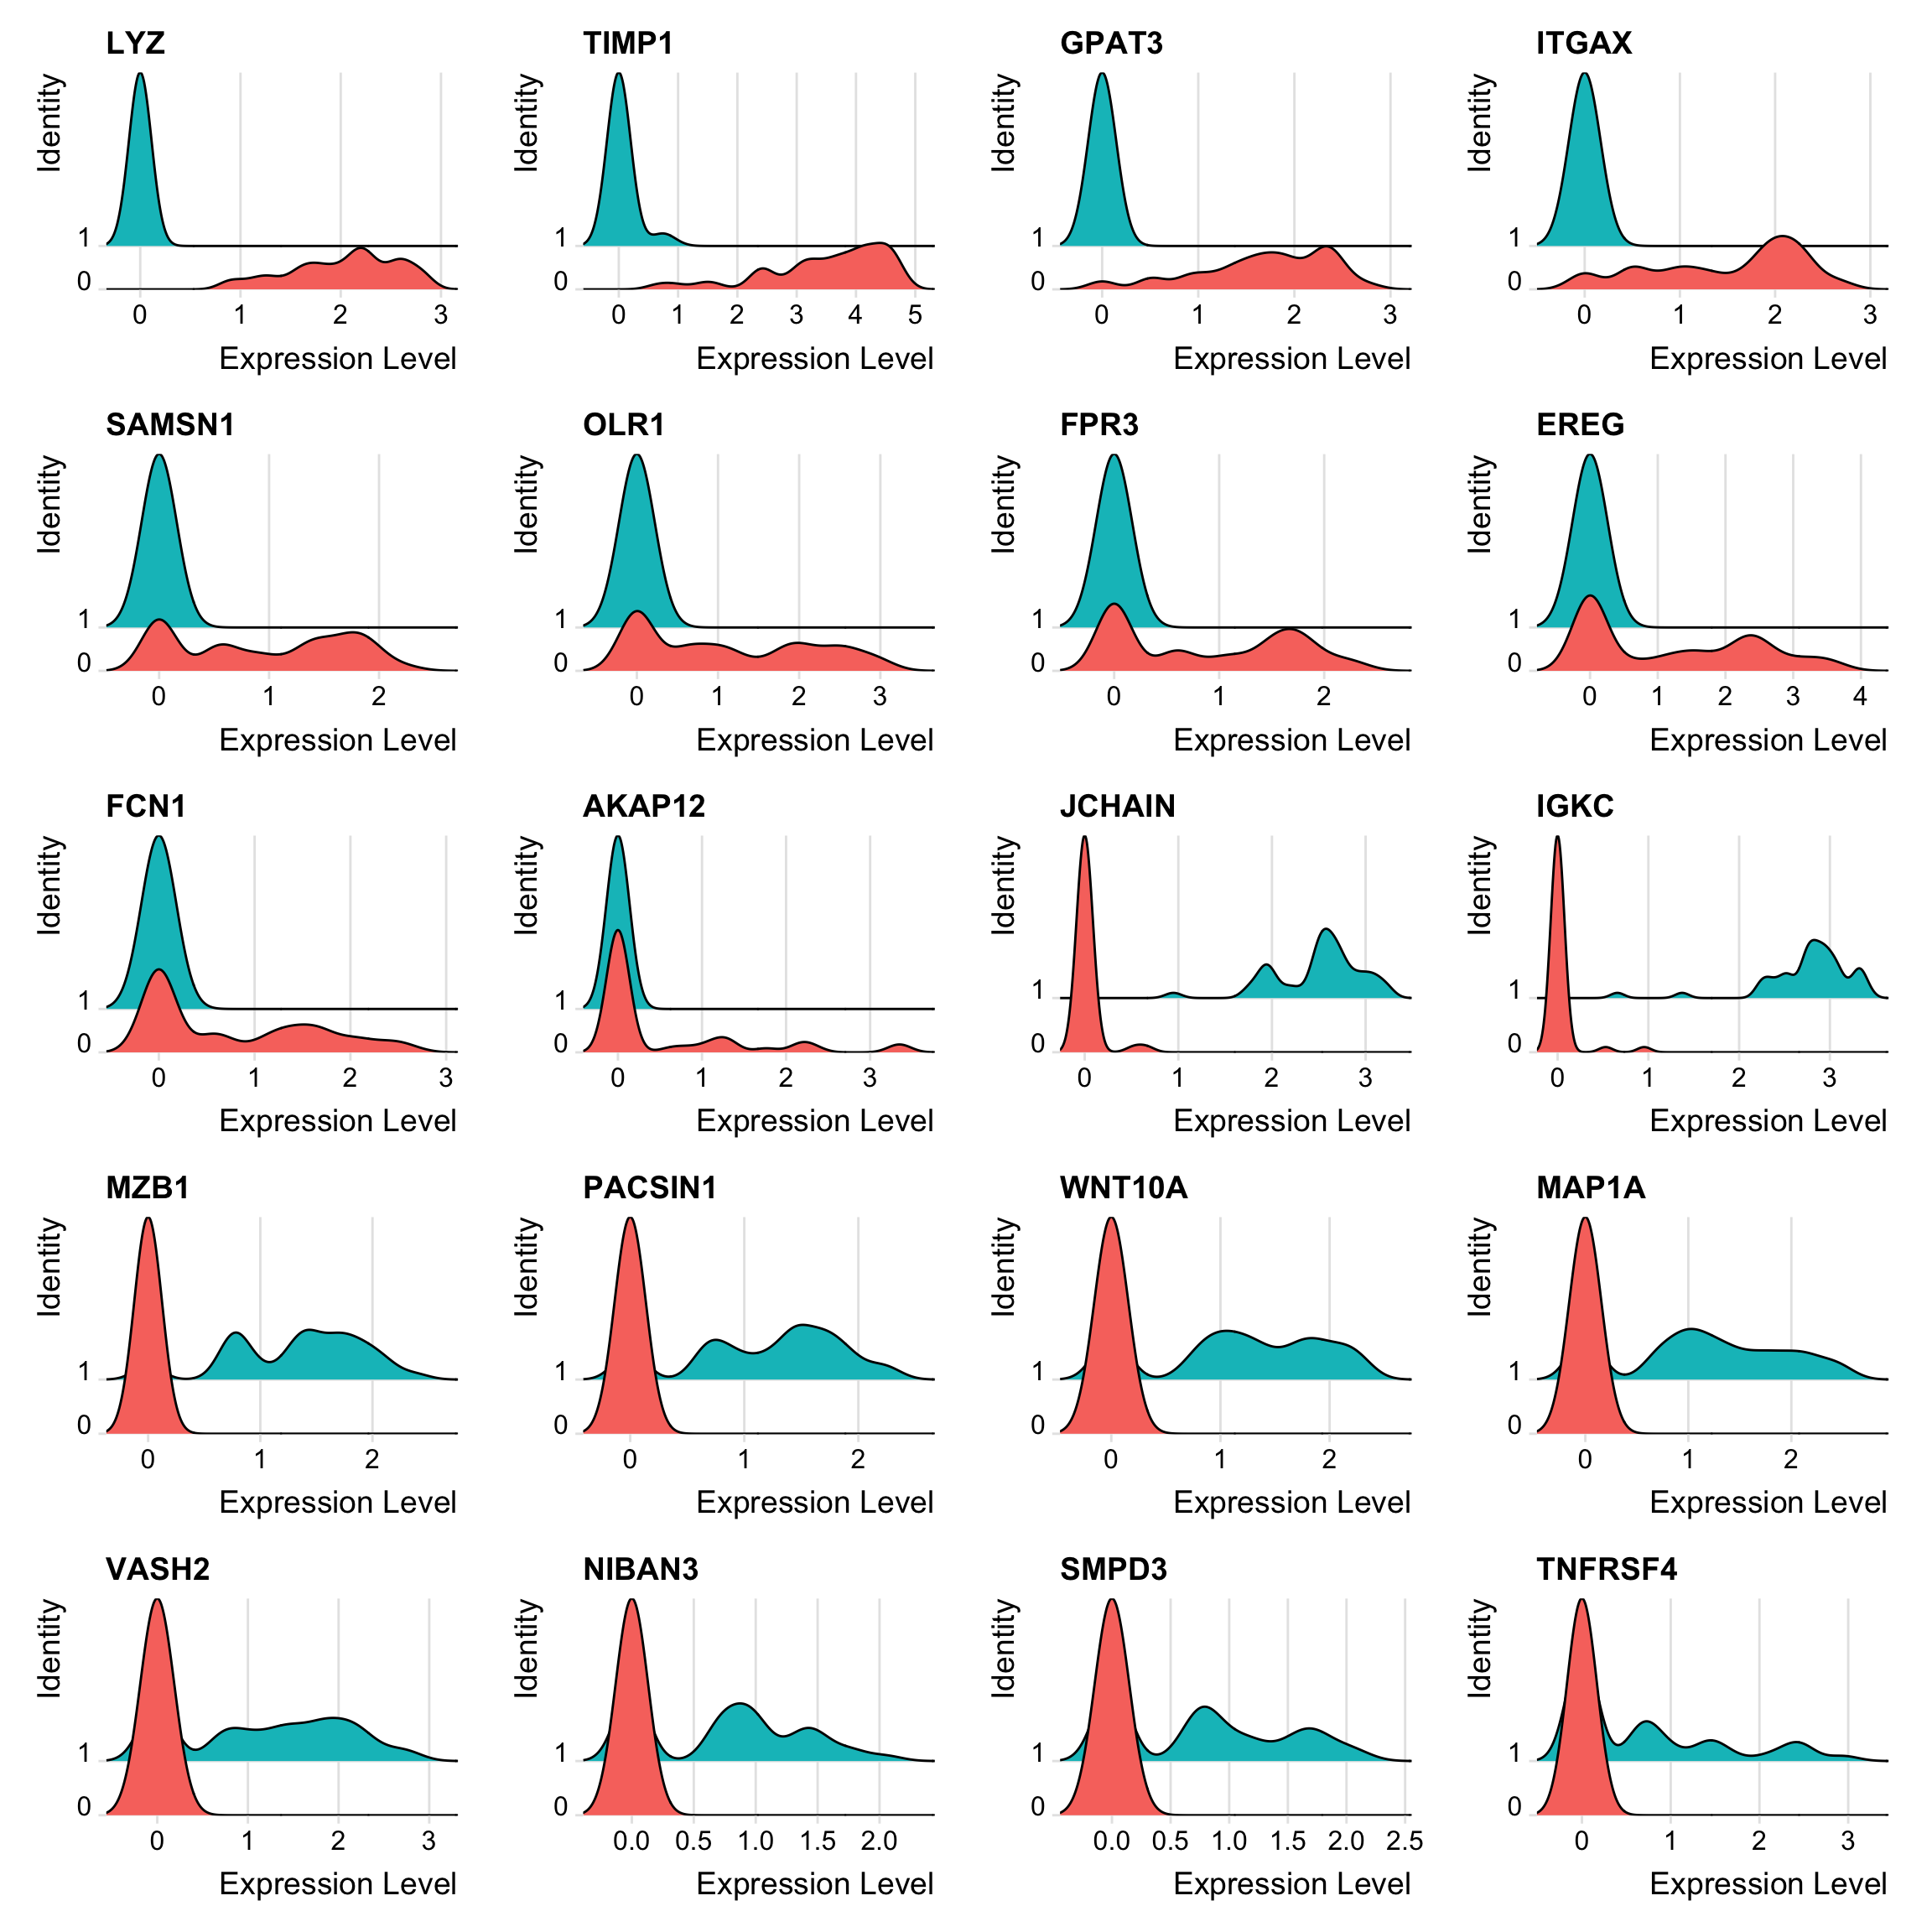 LYZ TIMP1 GPAT3 ITGAX
Identity Identity Identity Identity
1 1 1 1
0 0 0 0
0 1 2 3 0 1 2 3 4 5 0 1 2 3 0 1 2 3
Expression Level Expression Level Expression Level Expression Level
SAMSN1 OLR1 FPR3 EREG
Identity Identity Identity Identity
1 1 1 1
0 0 0 0
0 1 2 0 1 2 3 0 1 2 0 1 2 3 4
Expression Level Expression Level Expression Level Expression Level
FCN1 AKAP12 JCHAIN IGKC
Identity Identity Identity Identity
1 1 1 1
0 0 0 0
0 1 2 3 0 1 2 3 0 1 2 3 0 1 2 3
Expression Level Expression Level Expression Level Expression Level
MZB1 PACSIN1 WNT10A MAP1A
Identity Identity Identity Identity
1 1 1 1
0 0 0 0
0 1 2 0 1 2 0 1 2 0 1 2
Expression Level Expression Level Expression Level Expression Level
VASH2 NIBAN3 SMPD3 TNFRSF4
Identity Identity Identity Identity
1 1 1 1
0 0 0 0
0 1 2 3 0.0 0.5 1.0 1.5 2.0 0.0 0.5 1.0 1.5 2.0 2.5 0 1 2 3
Expression Level Expression Level Expression Level Expression Level